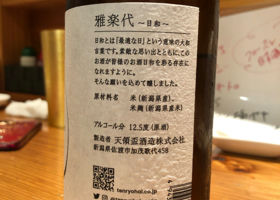 雅楽代
～日和～
日和とは『最適な日』という意味の大和
言葉です。素敵な思い出とともに、この
お酒が皆様のお酒日和を彩る存在に
なれますように。
そんな願いを込めて醸しました。
原材料名 米(新潟県産)、
米麹(新潟県産米)
アルコール分 12.5度(原酒)
製造者 天領盃酒造株式会社
新潟県佐渡市加茂歌代458
tenryohai.co.jp